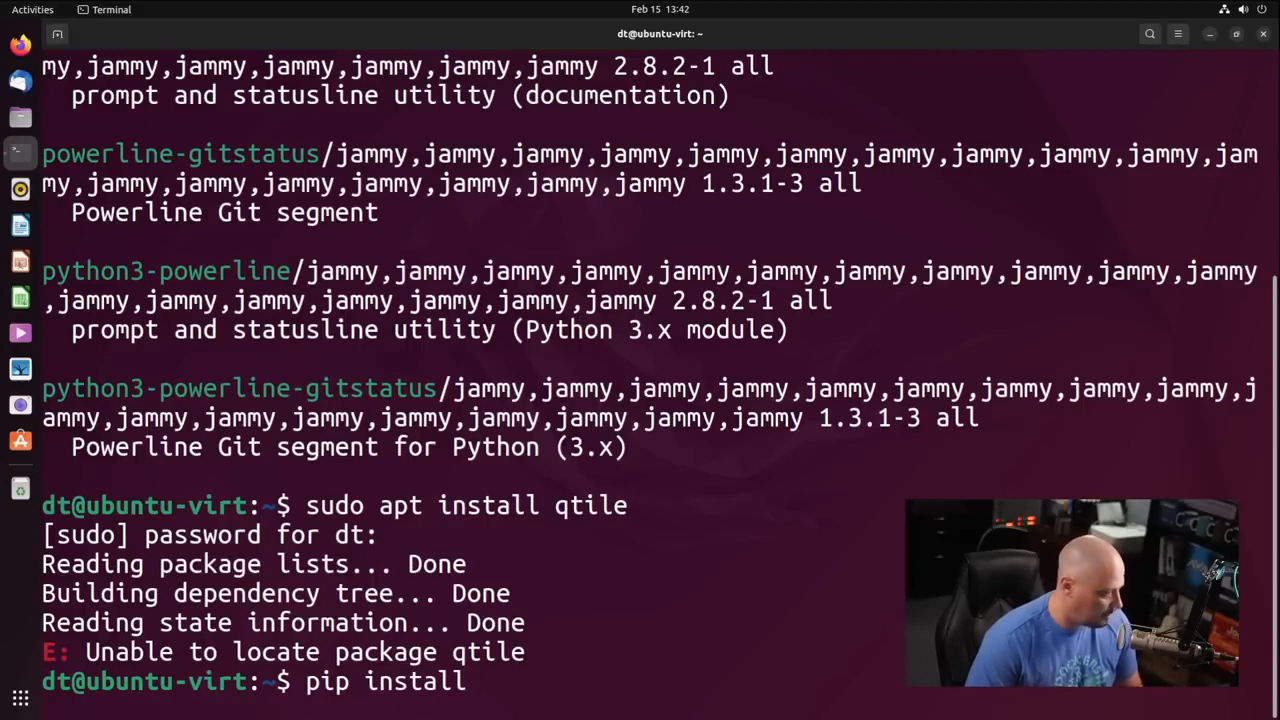 Activities
Terminal
Feb 15 13:42
dt@ubuntu-virt: ~
my,jammy,jammy,jammy,jammy,jammy,jammy 2.8.2-1 all
prompt and statusline utility (documentation)
powerline-gitstatus/jammy,jammy,jammy,jammy,jammy,jammy,jammy,jammy,jammy,jammy,jam
my,jammy,jammy,jammy,jammy,jammy,jammy,jammy 1.3.1-3 all
Powerline Git segment
python3-powerline/jammy,jammy,jammy,jammy,jammy,jammy,jammy,jammy,jammy,jammy,jammy
,jammy,jammy,jammy,jammy,jammy,jammy,jammy 2.8.2-1 all
prompt and statusline utility (Python 3.x module)
python3-powerline-gitstatus/jammy,jammy,jammy,jammy,jammy,jammy,jammy,jammy,jammy,j
ammy,jammy,jammy,jammy,jammy,jammy,jammy,jammy,jammy 1.3.1-3 all
Powerline Git segment for Python (3.x)
dt@ubuntu-virt:~$ sudo apt install qtile
[sudo] password for dt:
Reading package lists... Done
Building dependency tree... Done
Reading state information... Done
E: Unable to locate package qtile
dt@ubuntu-virt:~$ pip install